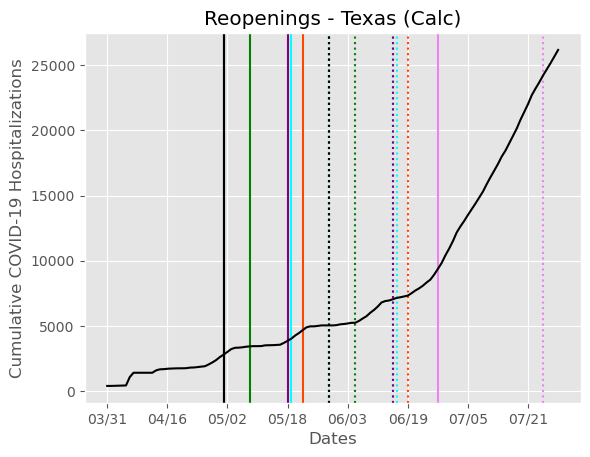 Reopenings - Texas (Calc)
Cumulative COVID-19 Hospitalizations
25000
20000
15000
10000
5000
0
03/31 04/16 05/02 05/18 06/03 06/19 07/05 07/21
Dates